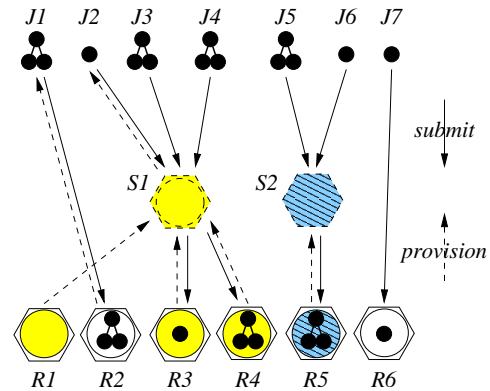 J1 J2 J3 J4 J5 J6 J7
submit
S1 S2
provision
R1 R2 R3 R4 R5 R6